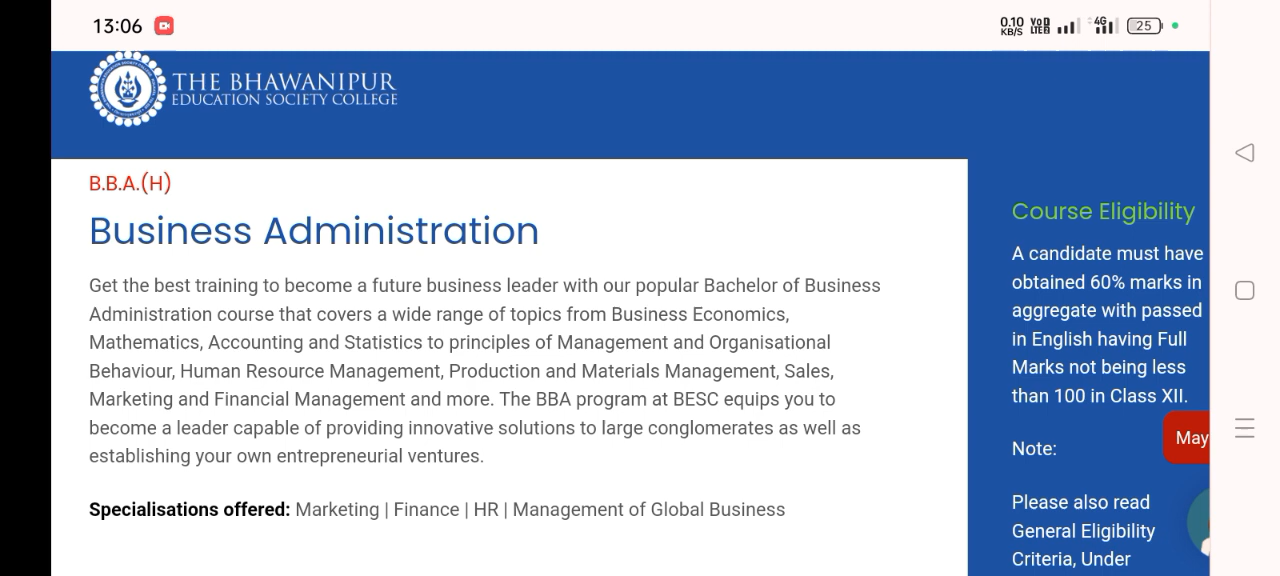 13:06
0.10 KB/S VoD LTE 4G 25
THE BHAWANIPUR
EDUCATION SOCIETY COLLEGE
B.B.A.(H)
Business Administration
Get the best training to become a future business leader with our popular Bachelor of Business
Administration course that covers a wide range of topics from Business Economics,
Mathematics, Accounting and Statistics to principles of Management and Organisational
Behaviour, Human Resource Management, Production and Materials Management, Sales,
Marketing and Financial Management and more. The BBA program at BESC equips you to
become a leader capable of providing innovative solutions to large conglomerates as well as
establishing your own entrepreneurial ventures.
Specialisations offered: Marketing | Finance | HR | Management of Global Business
Course Eligibility
A candidate must have
obtained 60% marks in
aggregate with passed
in English having Full
Marks not being less
than 100 in Class XII.
May
Note:
Please also read
General Eligibility
Criteria, Under